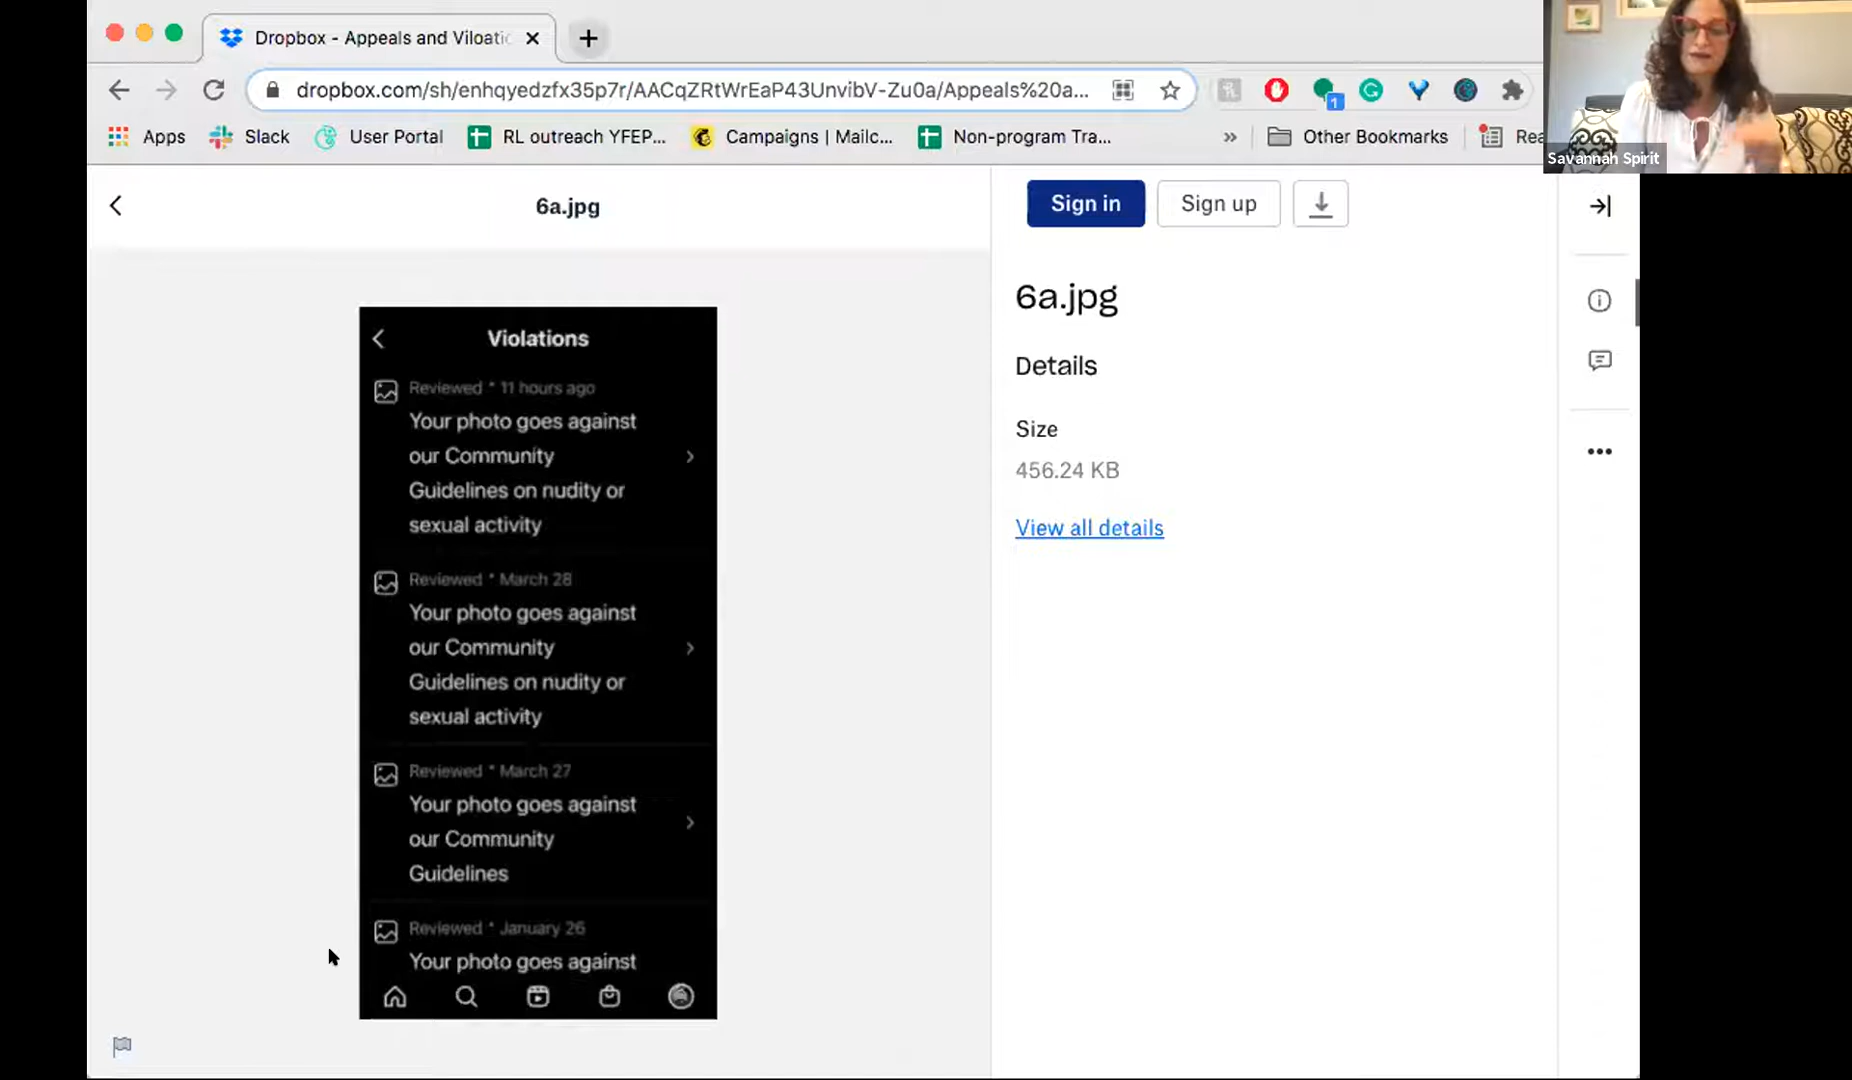 Dropbox - Appeals and Viloati
dropbox.com/sh/enhqyedzfx35p7r/AACqZRtWrEaP43UnvibV-Zu0a/Appeals%20a...
1
Apps Slack User Portal RL outreach YFEP... Campaigns | Mailc... Non-program Tra... » Other Bookmarks Rea
Savannah Spirit
6a.jpg
Sign in Sign up
6a.jpg
Details
Size
456.24 KB
View all details
Violations
Reviewed • 11 hours ago
Your photo goes against
our Community
Guidelines on nudity or
sexual activity
Reviewed • March 28
Your photo goes against
our Community
Guidelines on nudity or
sexual activity
Reviewed • March 27
Your photo goes against
our Community
Guidelines
Reviewed • January 26
Your photo goes against